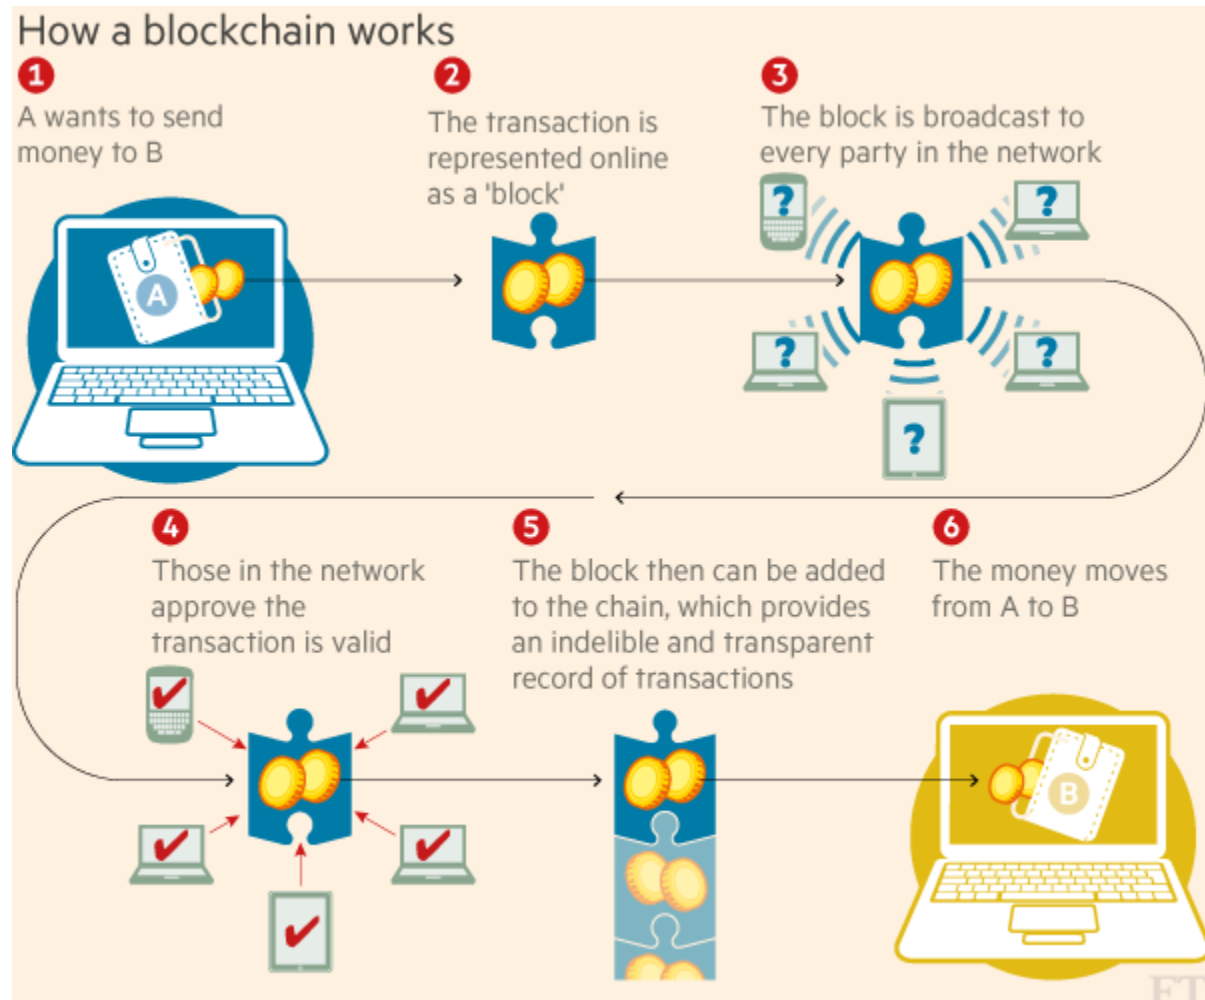 How a blockchain works
1
A wants to send
money to B
2
The transaction is
represented online
as a 'block'
3
The block is broadcast to
every party in the network
?
?
?
?
?
A
4
Those in the network
approve the
transaction is valid
5
The block then can be added
to the chain, which provides
an indelible and transparent
record of transactions
6
The money moves
from A to B
B
FT